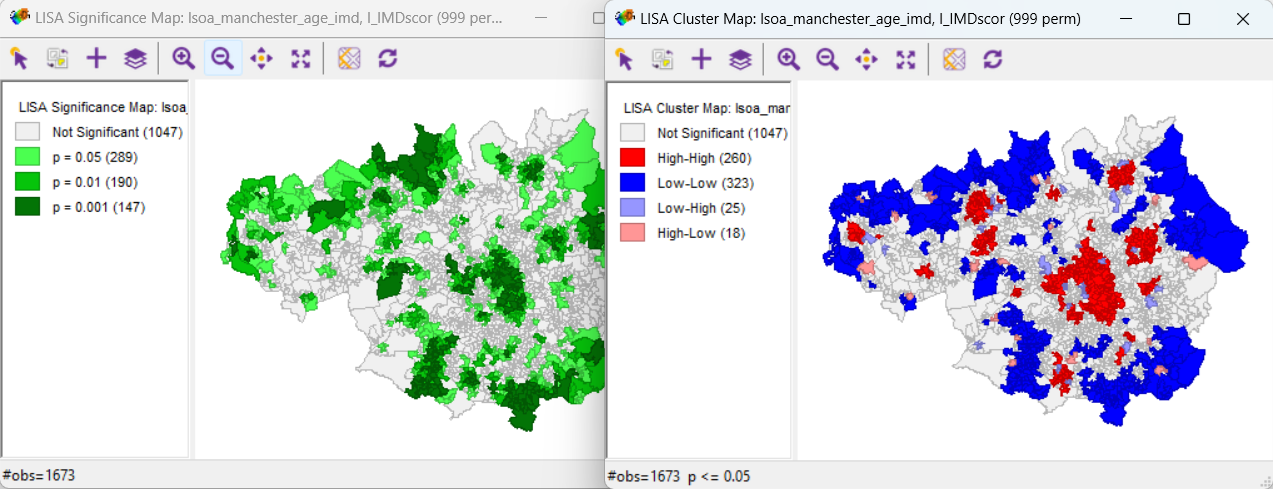 LISA Significance Map: lsoa_manchester_age_imd, I_IMDscor (999 per...
LISA Significance Map: lsoa_
Not Significant (1047)
p = 0.05 (289)
p = 0.01 (190)
p = 0.001 (147)
#obs=1673
LISA Cluster Map: lsoa_manchester_age_imd, I_IMDscor (999 perm)
LISA Cluster Map: lsoa_mar
Not Significant (1047)
High-High (260)
Low-Low (323)
Low-High (25)
High-Low (18)
#obs=1673 p <= 0.05